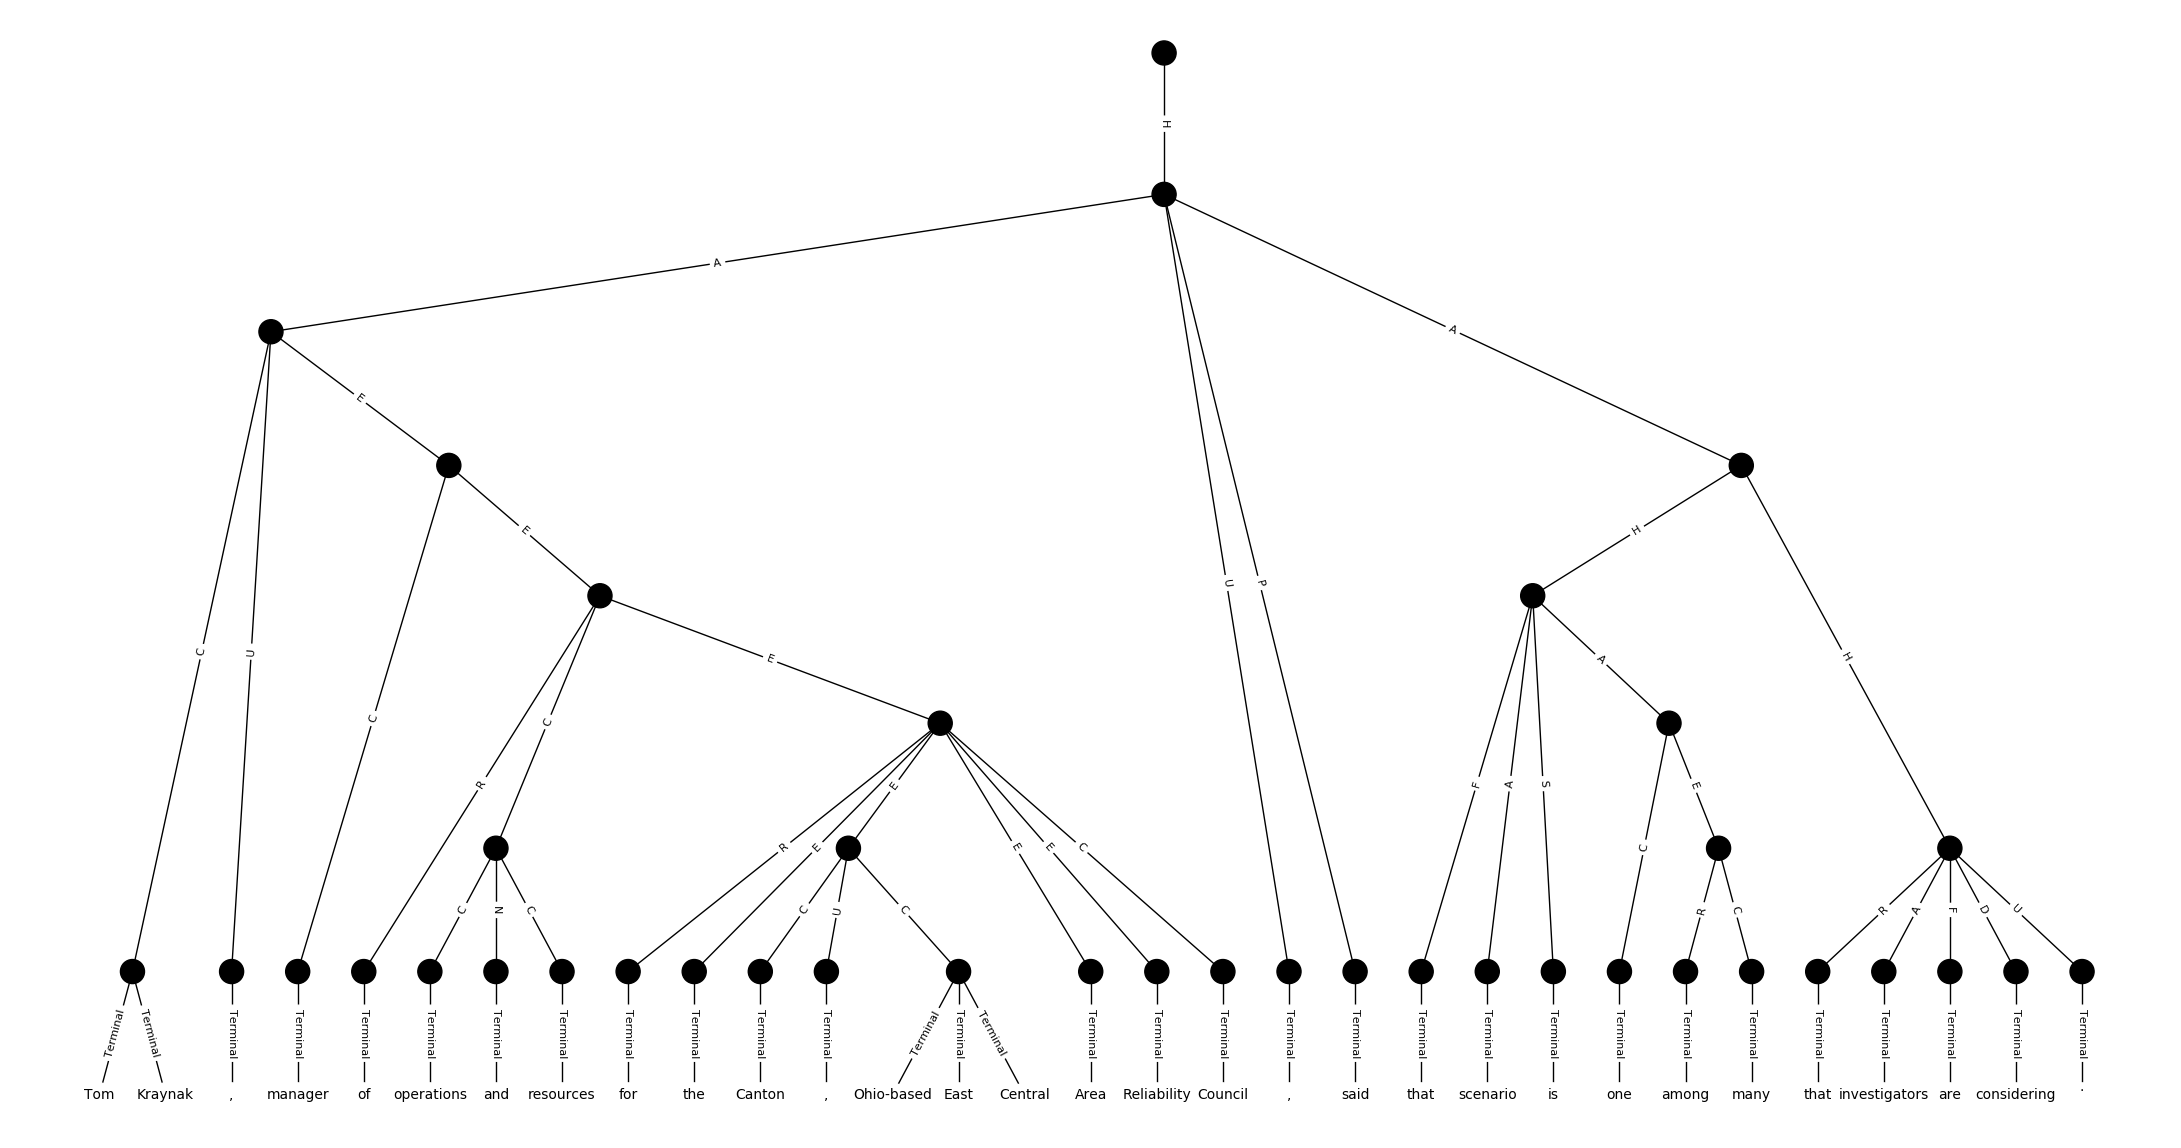 H
A
A
E
E
H
U
P
C
U
E
A
H
C
C
R
E
F
A
S
E
R
E
E
E
C
C
C
N
C
C
U
C
R
C
R
A
F
D
U
Terminal Terminal Terminal Terminal Terminal Terminal Terminal Terminal Terminal Terminal Terminal Terminal Terminal Terminal Terminal Terminal Terminal Terminal Terminal Terminal Terminal Terminal Terminal Terminal Terminal Terminal Terminal Terminal Terminal Terminal Terminal
Tom Kraynak , manager of operations and resources for the Canton , Ohio-based East Central Area Reliability Council , said that scenario is one among many that investigators are considering .